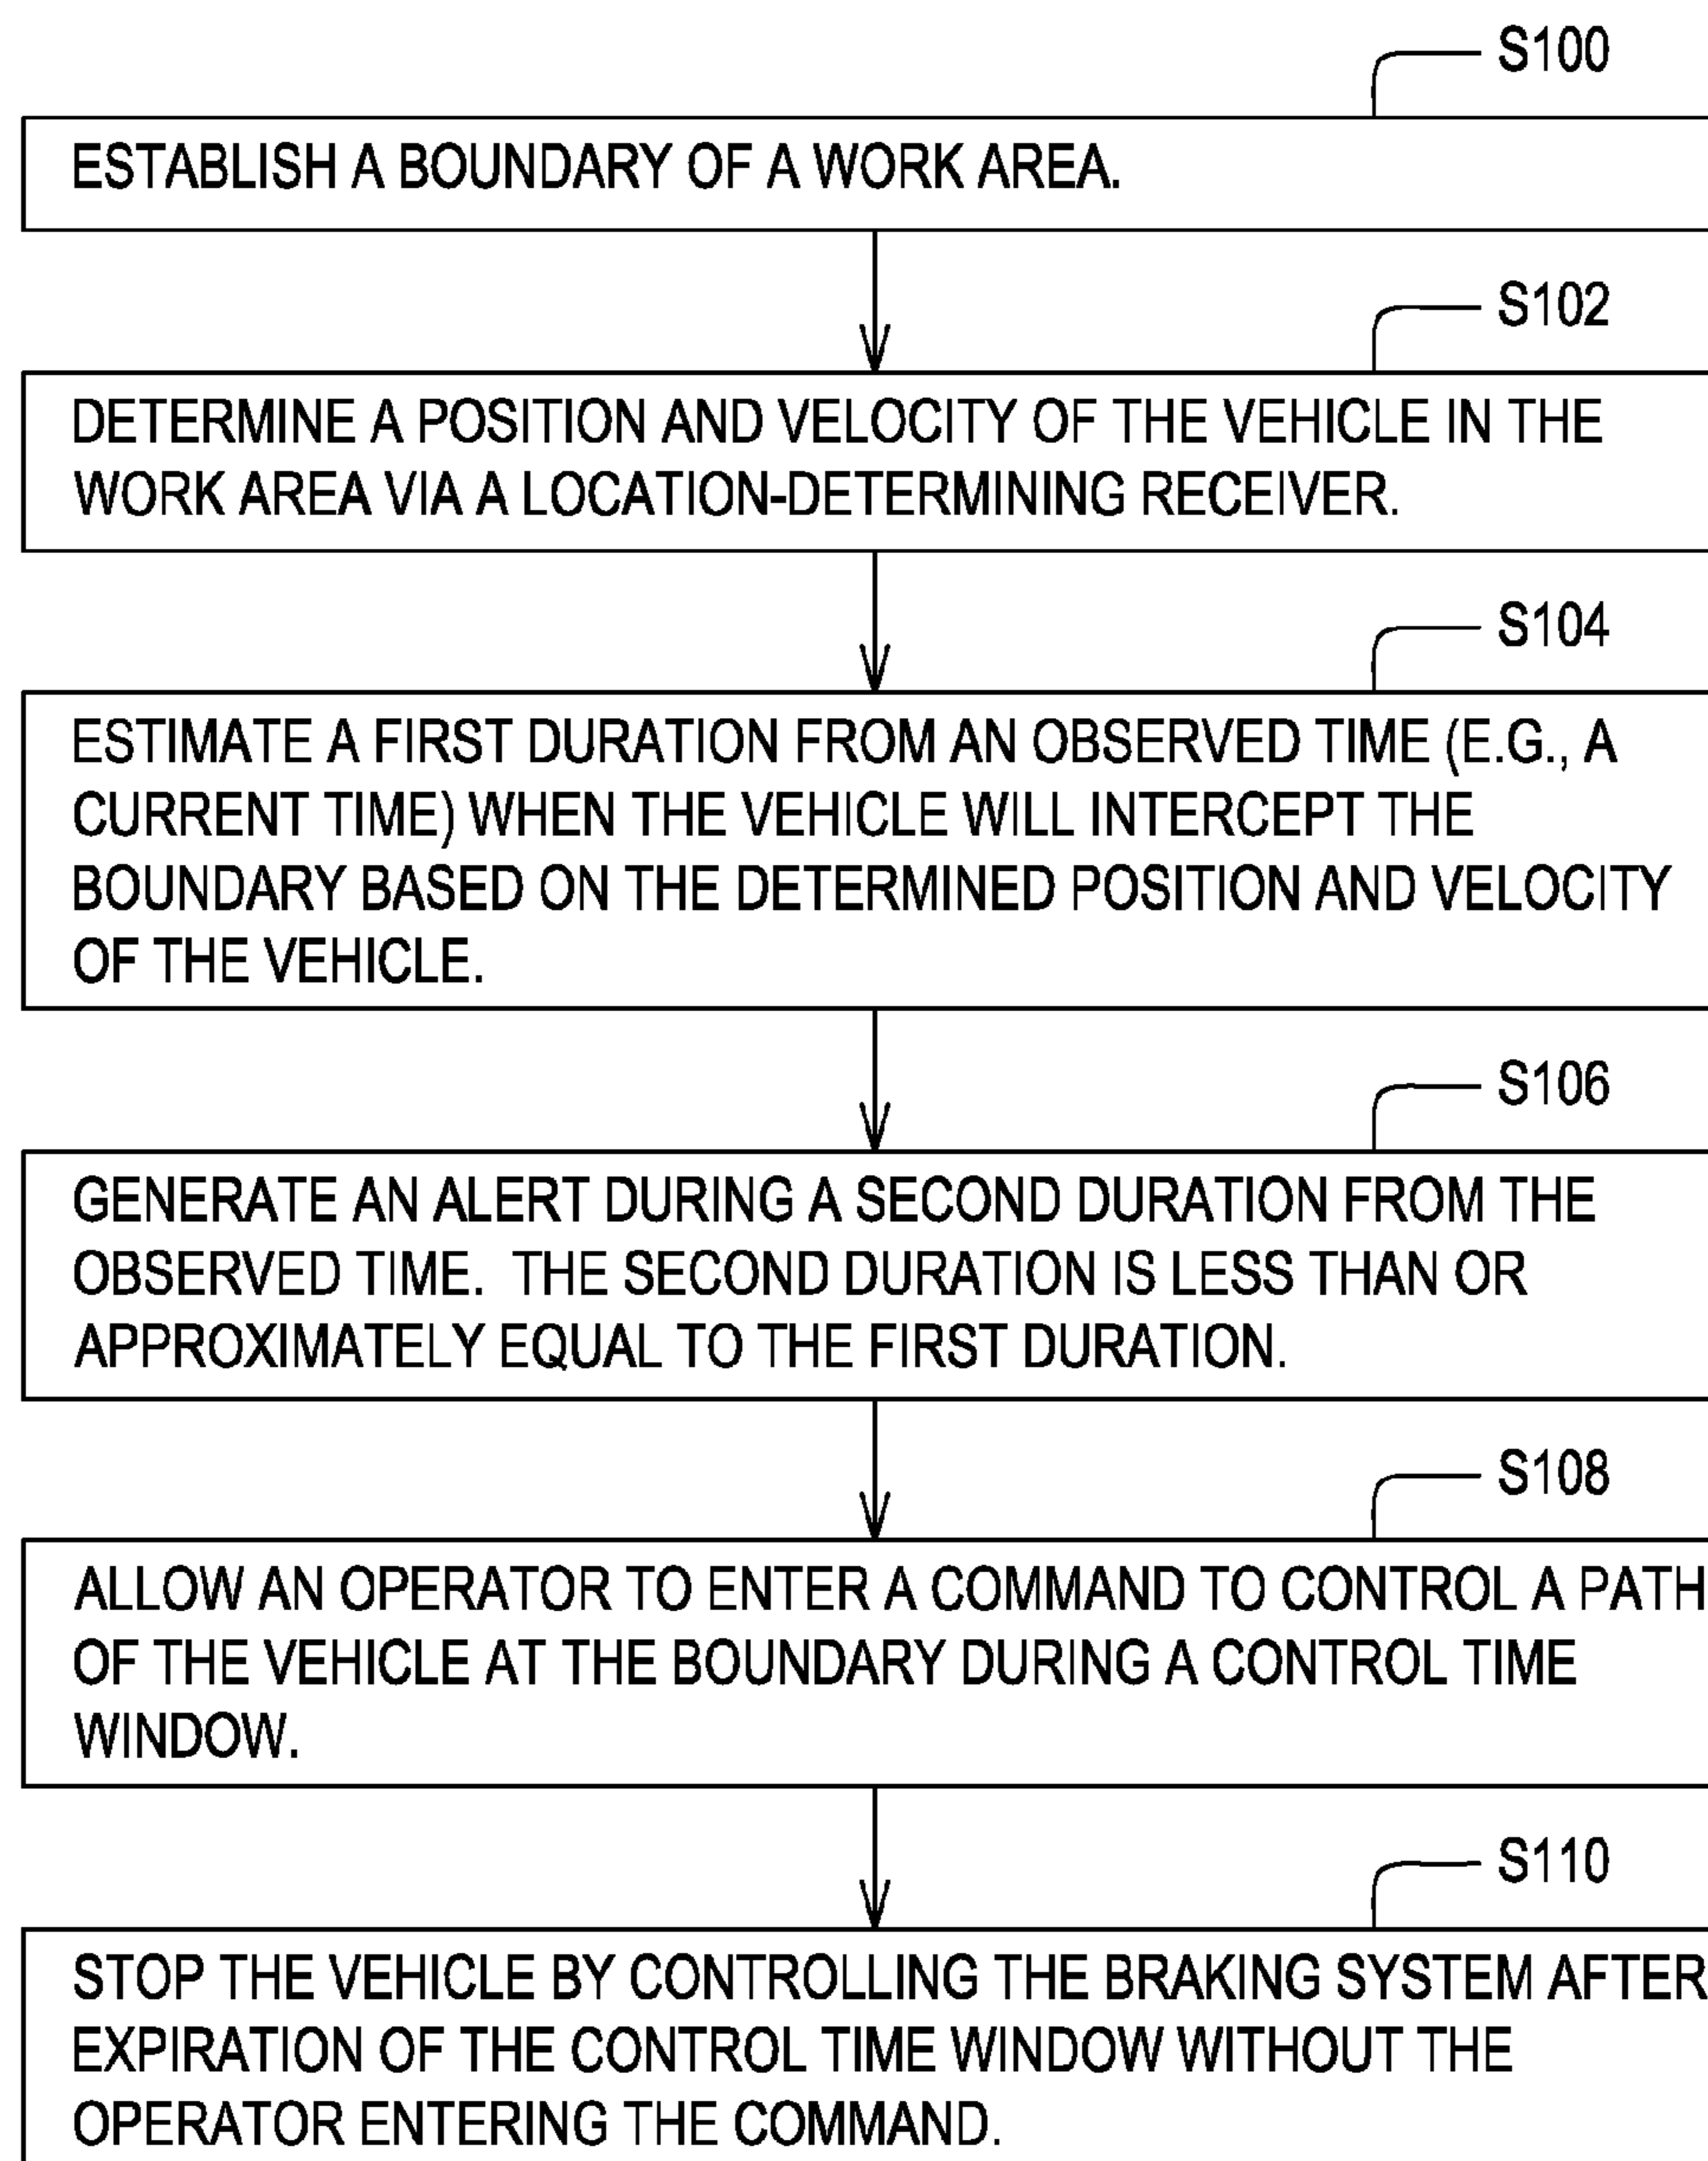 S100
ESTABLISH A BOUNDARY OF A WORK AREA.
S102
DETERMINE A POSITION AND VELOCITY OF THE VEHICLE IN THE
WORK AREA VIA A LOCATION-DETERMINING RECEIVER.
S104
ESTIMATE A FIRST DURATION FROM AN OBSERVED TIME (E.G., A
CURRENT TIME) WHEN THE VEHICLE WILL INTERCEPT THE
BOUNDARY BASED ON THE DETERMINED POSITION AND VELOCITY
OF THE VEHICLE.
S106
GENERATE AN ALERT DURING A SECOND DURATION FROM THE
OBSERVED TIME. THE SECOND DURATION IS LESS THAN OR
APPROXIMATELY EQUAL TO THE FIRST DURATION.
S108
ALLOW AN OPERATOR TO ENTER A COMMAND TO CONTROL A PATH
OF THE VEHICLE AT THE BOUNDARY DURING A CONTROL TIME
WINDOW.
S110
STOP THE VEHICLE BY CONTROLLING THE BRAKING SYSTEM AFTER
EXPIRATION OF THE CONTROL TIME WINDOW WITHOUT THE
OPERATOR ENTERING THE COMMAND.